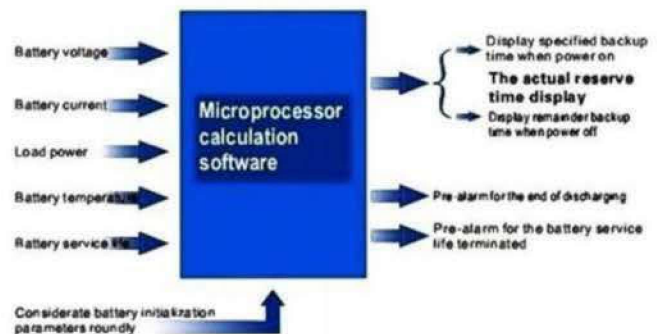 Battery voltage
Battery current
Load power
Battery temperature
Battery service life
Considerate battery initialization
parameters roundly
Microprocessor
calculation
software
Display specified backup
time when power on
The actual reserve
time display
Display remainder backup
time when power off
Pre-alarm for the end of discharging
Pre-alarm for the battery service
life terminated